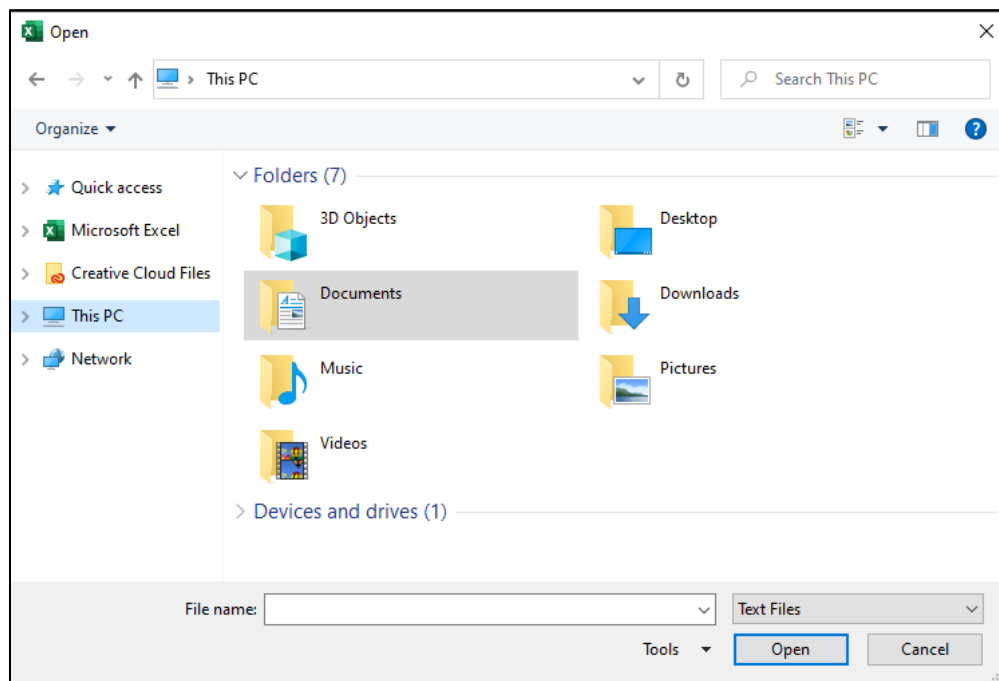 Open
This PC
Search This PC
Organize
Quick access
Microsoft Excel
Creative Cloud Files
This PC
Network
Folders (7)
3D Objects
Desktop
Documents
Downloads
Music
Pictures
Videos
Devices and drives (1)
File name:
Text Files
Tools
Open
Cancel